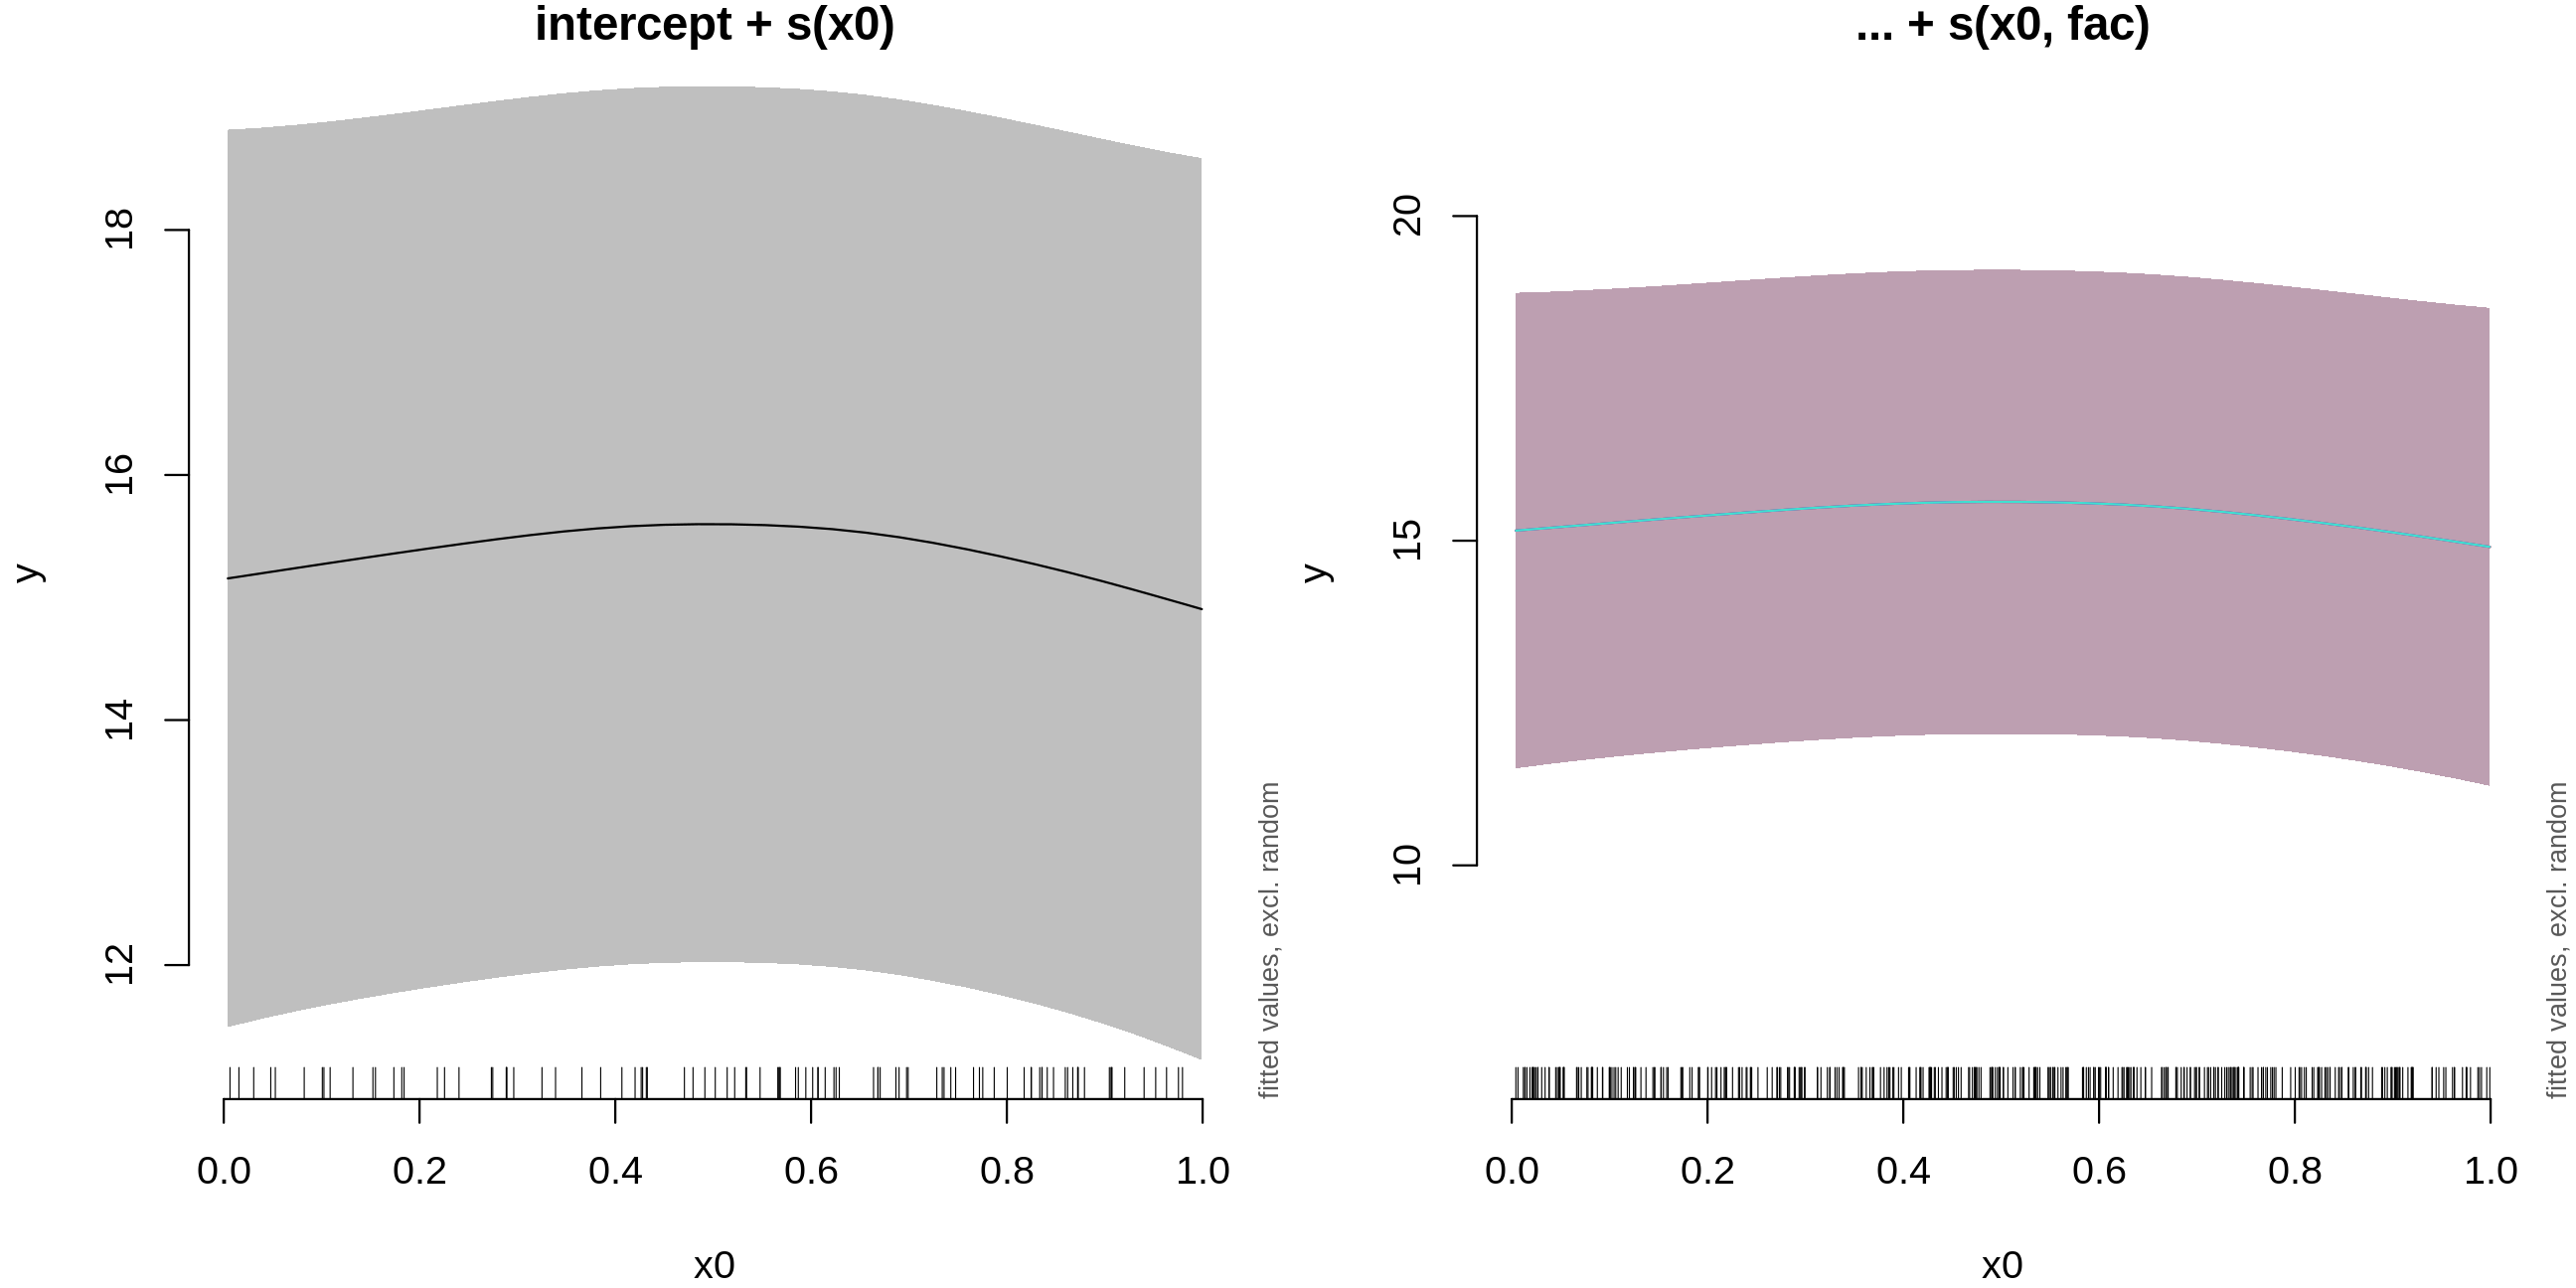 intercept + s(x0)
y
18
16
14
12
0.0 0.2 0.4 0.6 0.8 1.0
x0
fitted values, excl. random
... + s(x0, fac)
y
20
15
10
0.0 0.2 0.4 0.6 0.8 1.0
x0
fitted values, excl. random